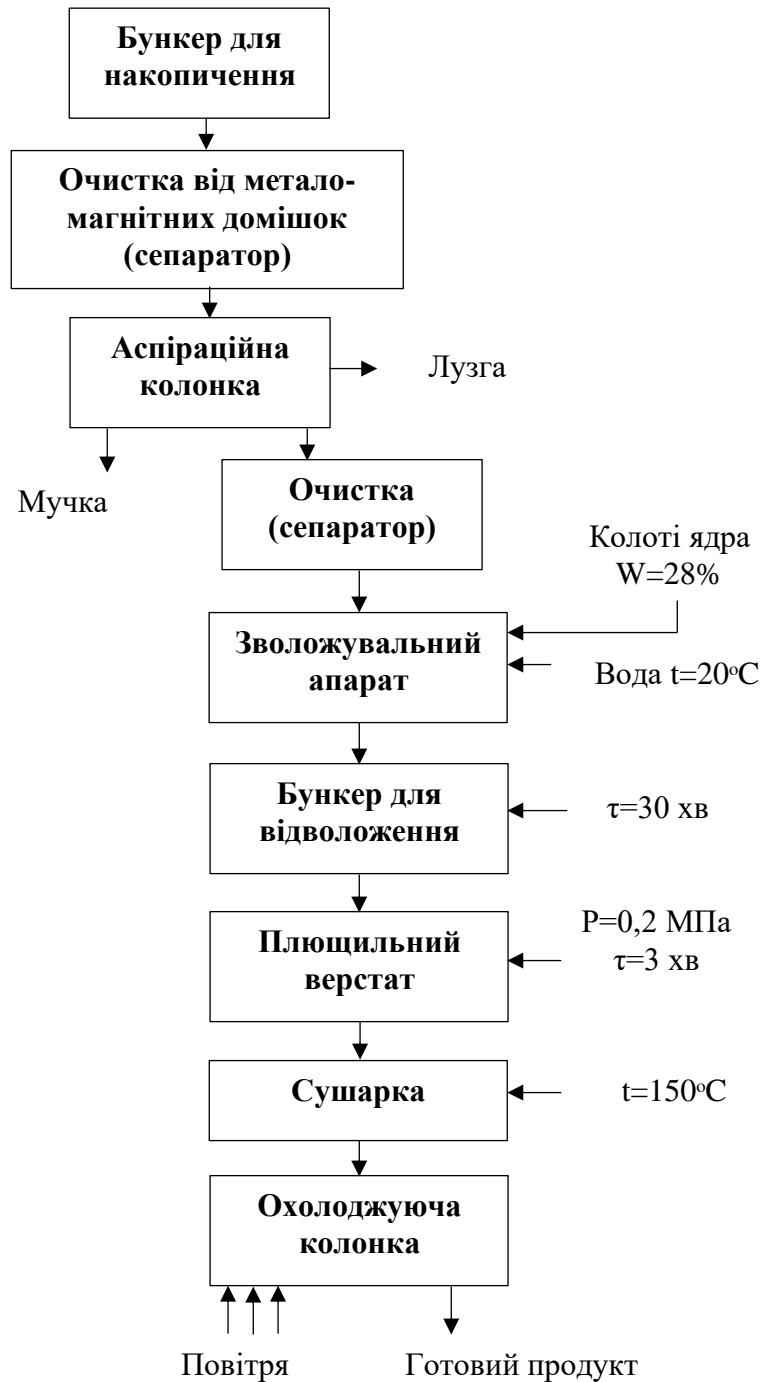 Бункер для
накопичення
Очистка від метало-
магнітних домішок
(сепаратор)
Аспіраційна
колонка
Лузга
Мучка
Очистка
(сепаратор)
Колоті ядра
W=28%
Зволожувальний
апарат
Вода t=20°C
Бункер для
відволоження
τ=30 хв
Плющильний
верстат
P=0,2 МПа
τ=3 хв
Сушарка
t=150°C
Охолоджуюча
колонка
Повітря
Готовий продукт